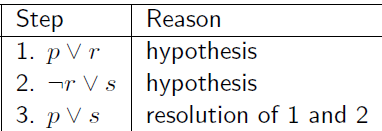 Step Reason
1. p ∨ r hypothesis
2. ¬r ∨ s hypothesis
3. p ∨ s resolution of 1 and 2